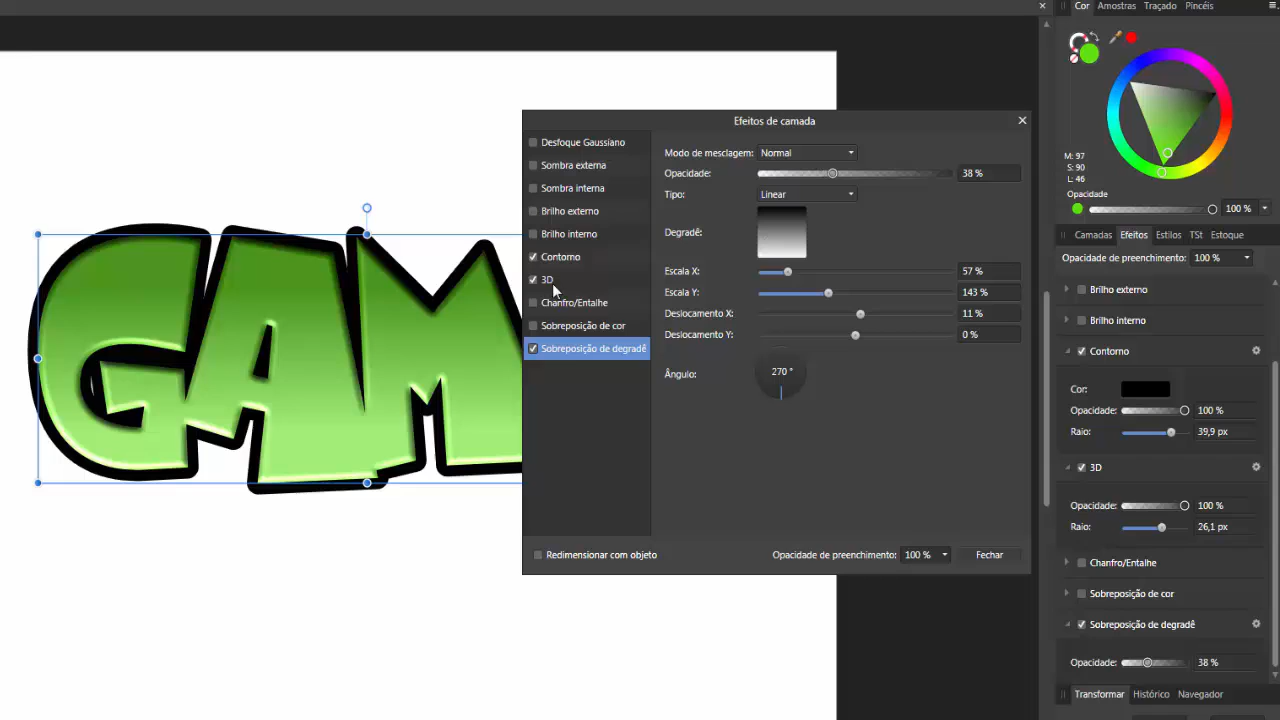 Cor Amostras Traçado Pincéis
M: 97
S: 90
L: 46
Opacidade
100 %
Camadas Efeitos Estilos TSt Estoque
Opacidade de preenchimento: 100 %
Brilho externo
Brilho interno
Contorno
Cor:
Opacidade: 100 %
Raio: 39,9 px
3D
Opacidade: 100 %
Raio: 26,1 px
Chanfro/Entalhe
Sobreposição de cor
Sobreposição de degradê
Opacidade: 38 %
Transformar Histórico Navegador
Efeitos de camada
Desfoque Gaussiano
Sombra externa
Sombra interna
Brilho externo
Brilho interno
Contorno
3D
Chanfro/Entalhe
Sobreposição de cor
Sobreposição de degradê
Modo de mesclagem: Normal
Opacidade: 38 %
Tipo: Linear
Degradê:
Escala X: 57 %
Escala Y: 143 %
Deslocamento X: 11 %
Deslocamento Y: 0 %
Ângulo: 270 °
Redimensionar com objeto
Opacidade de preenchimento: 100 %
Fechar
GAM